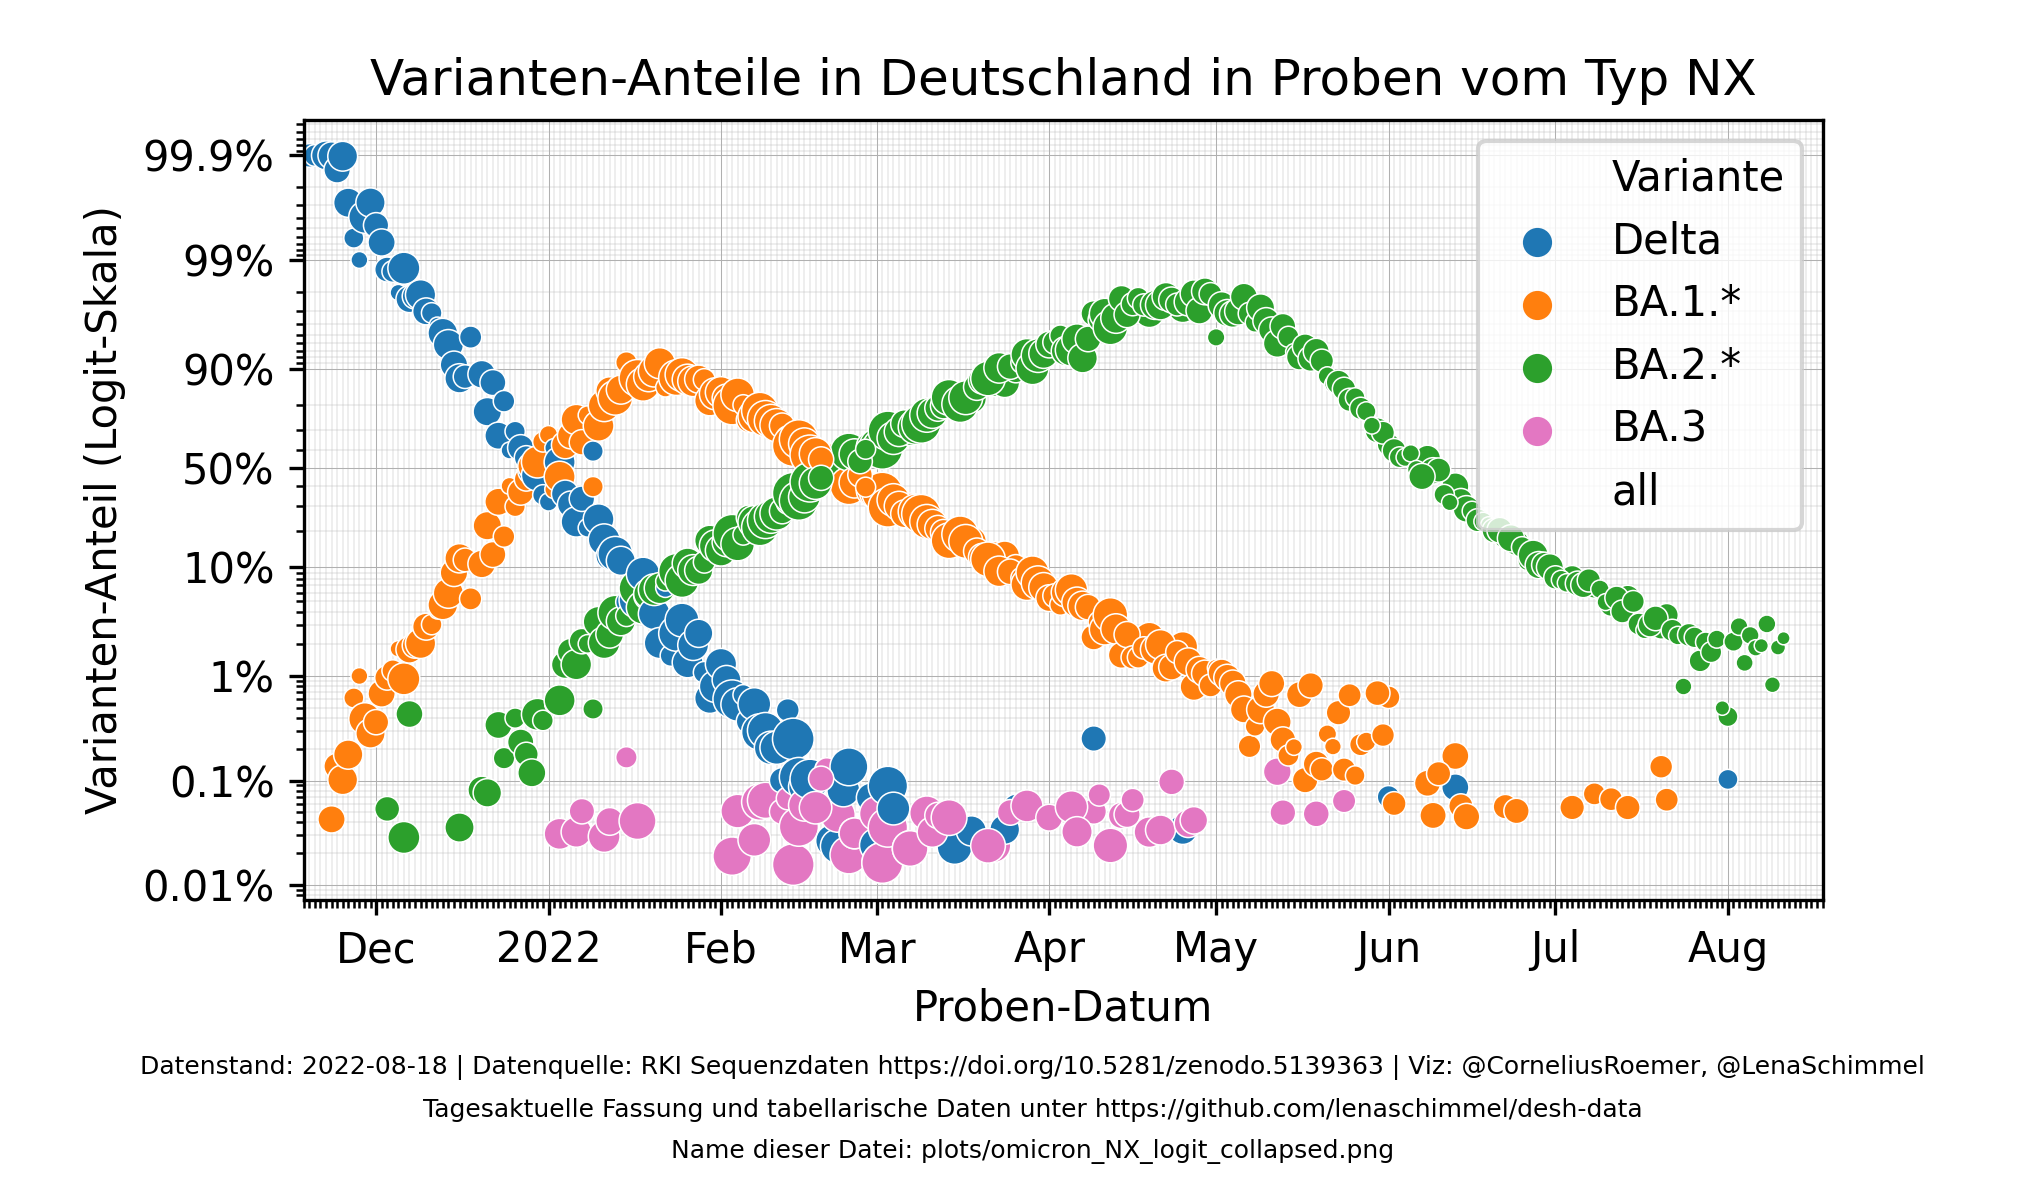 Varianten-Anteile in Deutschland in Proben vom Typ NX
Varianten-Anteil (Logit-Skala)
99.9%
99%
90%
50%
10%
1%
0.1%
0.01%
Variante
Delta
BA.1.*
BA.2.*
BA.3
all
Dec 2022 Feb Mar Apr May Jun Jul Aug
Proben-Datum
Datenstand: 2022-08-18 | Datenquelle: RKI Sequenzdaten https://doi.org/10.5281/zenodo.5139363 | Viz: @CorneliusRoemer, @LenaSchimmel
Tagesaktuelle Fassung und tabellarische Daten unter https://github.com/lenaschimmel/desh-data
Name dieser Datei: plots/omicron_NX_logit_collapsed.png